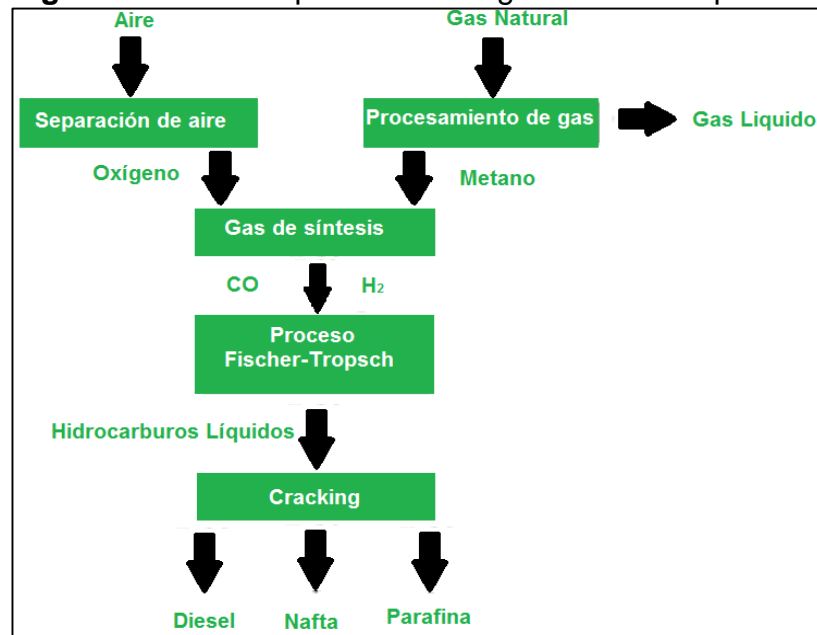 Aire
Gas Natural
Separación de aire
Procesamiento de gas
Gas Liquido
Oxígeno
Metano
Gas de síntesis
CO
H2
Proceso
Fischer-Tropsch
Hidrocarburos Líquidos
Cracking
Diesel
Nafta
Parafina